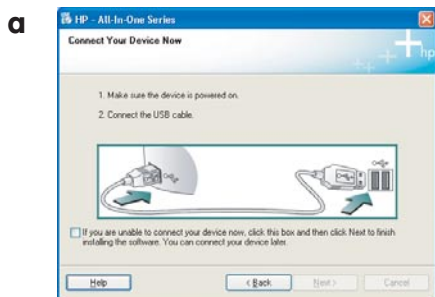 a
HP - All-In-One Series
Connect Your Device Now
hp
1. Make sure the device is powered on.
2. Connect the USB cable.
If you are unable to connect your device now, click this box and then click Next to finish
installing the software. You can connect your device later.
Help
< Back
Next >
Cancel